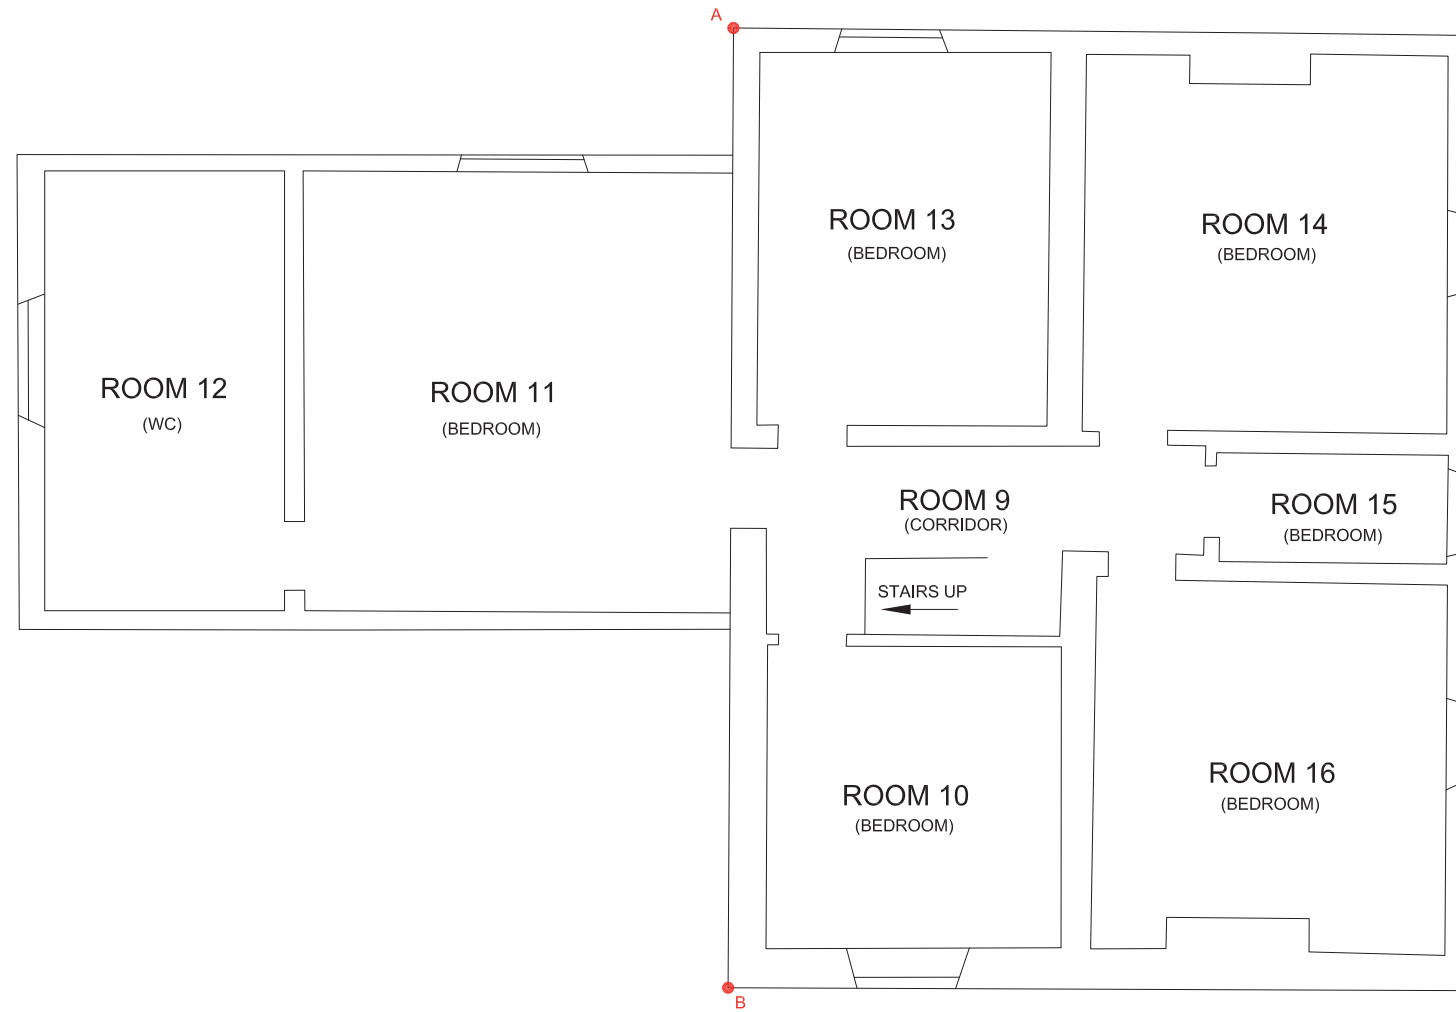 A
ROOM 13
(BEDROOM)
ROOM 14
(BEDROOM)
ROOM 12
(WC)
ROOM 11
(BEDROOM)
ROOM 9
(CORRIDOR)
ROOM 15
(BEDROOM)
STAIRS UP
ROOM 10
(BEDROOM)
ROOM 16
(BEDROOM)
B